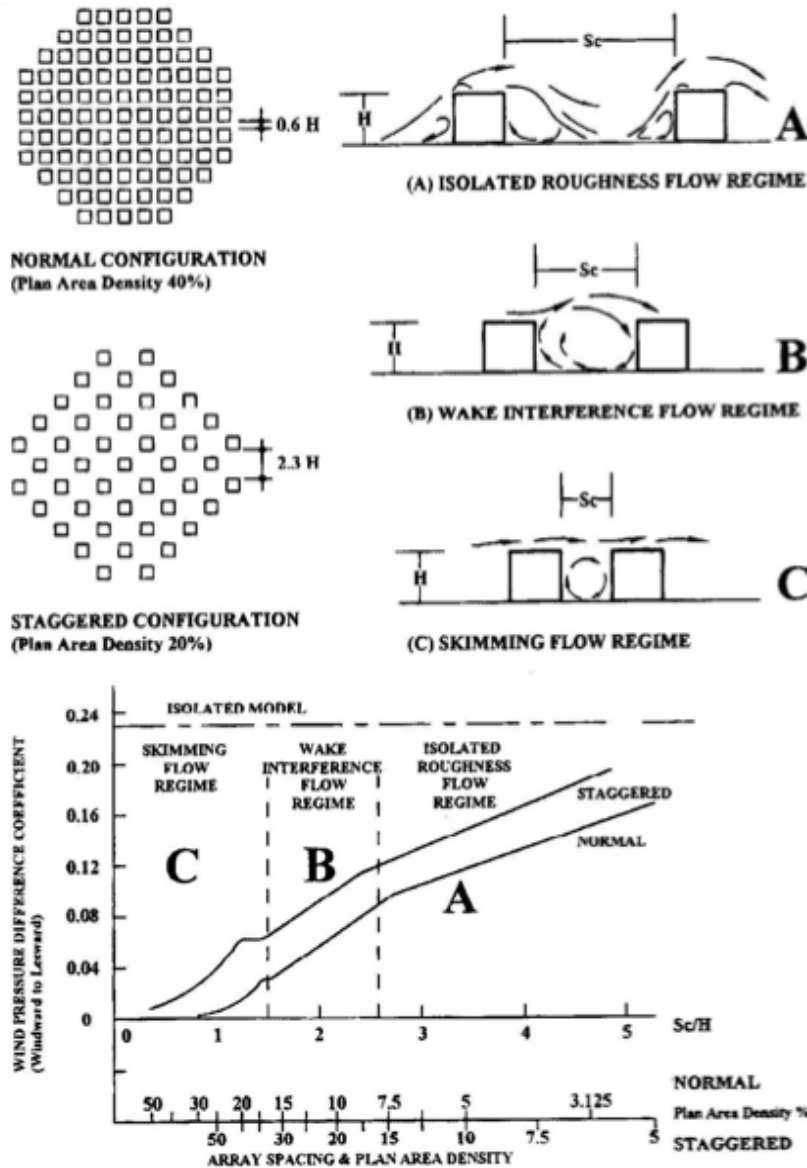 0.6 H
NORMAL CONFIGURATION
(Plan Area Density 40%)
Sc
H
A
(A) ISOLATED ROUGHNESS FLOW REGIME
Sc
H
B
(B) WAKE INTERFERENCE FLOW REGIME
2.3 H
STAGGERED CONFIGURATION
(Plan Area Density 20%)
Sc
H
C
(C) SKIMMING FLOW REGIME
WIND PRESSURE DIFFERENCE COEFFICIENT
(Windward to Leeward)
0.24
0.20
0.16
0.12
0.08
0.04
0
ISOLATED MODEL
SKIMMING
FLOW
REGIME
WAKE
INTERFERENCE
FLOW
REGIME
ISOLATED
ROUGHNESS
FLOW
REGIME
STAGGERED
NORMAL
C
B
A
0 1 2 3 4 5 Sc/H
NORMAL
50 30 20 15 10 7.5 5 3.125 Plan Area Density %
50 30 20 15 10 7.5 5
STAGGERED
ARRAY SPACING & PLAN AREA DENSITY